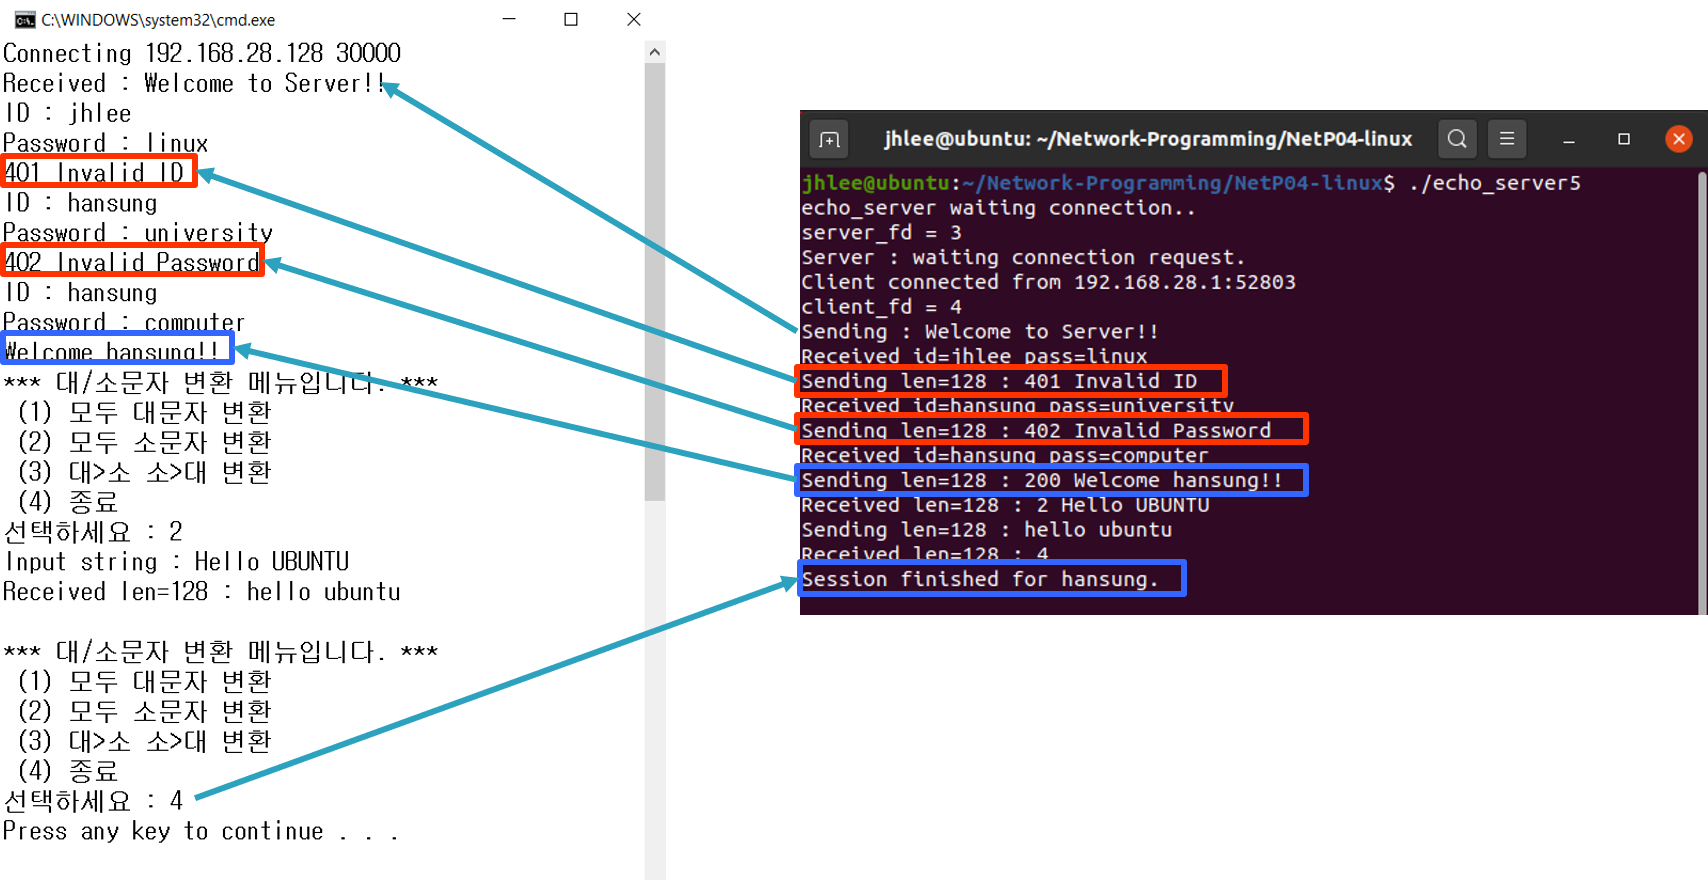 C:\WINDOWS\system32\cmd.exe
Connecting 192.168.28.128 30000
Received : Welcome to Server!!
ID : jhlee
Password : linux
401 Invalid ID
ID : hansung
Password : university
402 Invalid Password
ID : hansung
Password : computer
Welcome hansung!!
*** 대/소문자 변환 메뉴입니다. ***
(1) 모두 대문자 변환
(2) 모두 소문자 변환
(3) 대>소 소>대 변환
(4) 종료
선택하세요 : 2
Input string : Hello UBUNTU
Received len=128 : hello ubuntu
*** 대/소문자 변환 메뉴입니다. ***
(1) 모두 대문자 변환
(2) 모두 소문자 변환
(3) 대>소 소>대 변환
(4) 종료
선택하세요 : 4
Press any key to continue . . .
jhlee@ubuntu: ~/Network-Programming/NetP04-linux
jhlee@ubuntu:~/Network-Programming/NetP04-linux$ ./echo_server5
echo_server waiting connection..
server_fd = 3
Server : waiting connection request.
Client connected from 192.168.28.1:52803
client_fd = 4
Sending : Welcome to Server!!
Received id=jhlee pass=linux
Sending len=128 : 401 Invalid ID
Received id=hansung pass=university
Sending len=128 : 402 Invalid Password
Received id=hansung pass=computer
Sending len=128 : 200 Welcome hansung!!
Received len=128 : 2 Hello UBUNTU
Sending len=128 : hello ubuntu
Received len=128 : 4
Session finished for hansung.